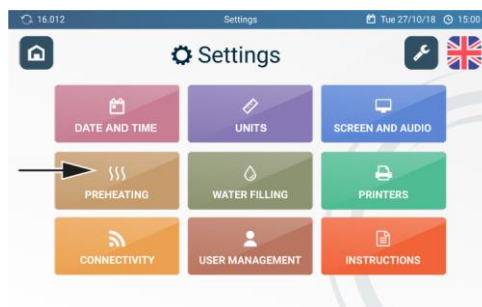 16.012
Settings
Tue 27/10/18
15:00
Settings
DATE AND TIME
UNITS
SCREEN AND AUDIO
PREHEATING
WATER FILLING
PRINTERS
CONNECTIVITY
USER MANAGEMENT
INSTRUCTIONS